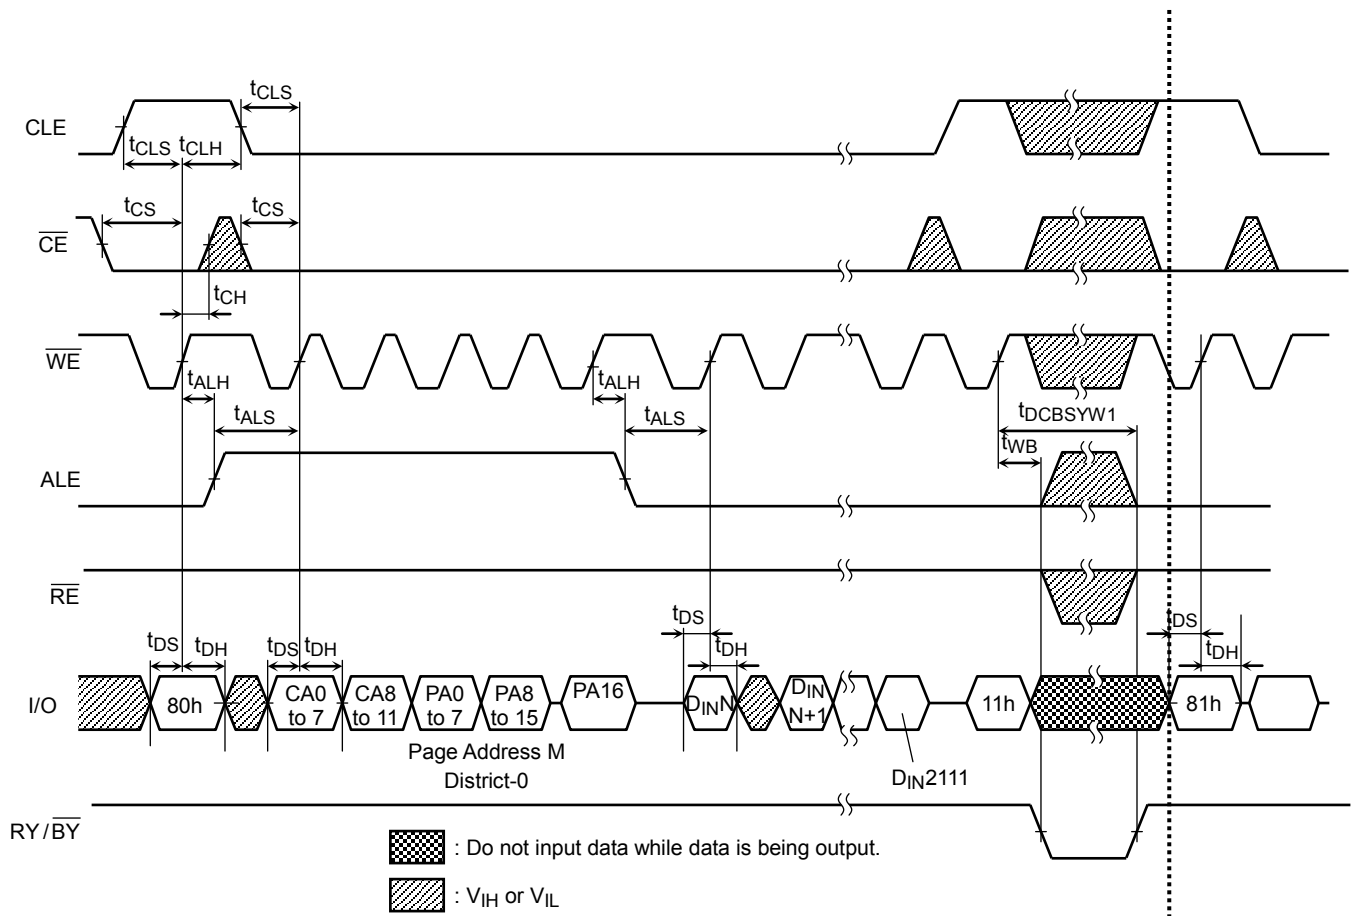 tCLS
CLE
tCLS tCLH
tCS tCS
CE
tCH
WE
tALH tALH
tALS tALS tDCBSYW1
tWB
ALE
RE
tDS tDH tDS tDH tDS tDH tDS tDH
I/O 80h CA0 to 7 CA8 to 11 PA0 to 7 PA8 to 15 PA16 DINN DIN N+1 11h 81h
Page Address M
District-0
DIN2111
RY/BY
: Do not input data while data is being output.
: VIH or VIL